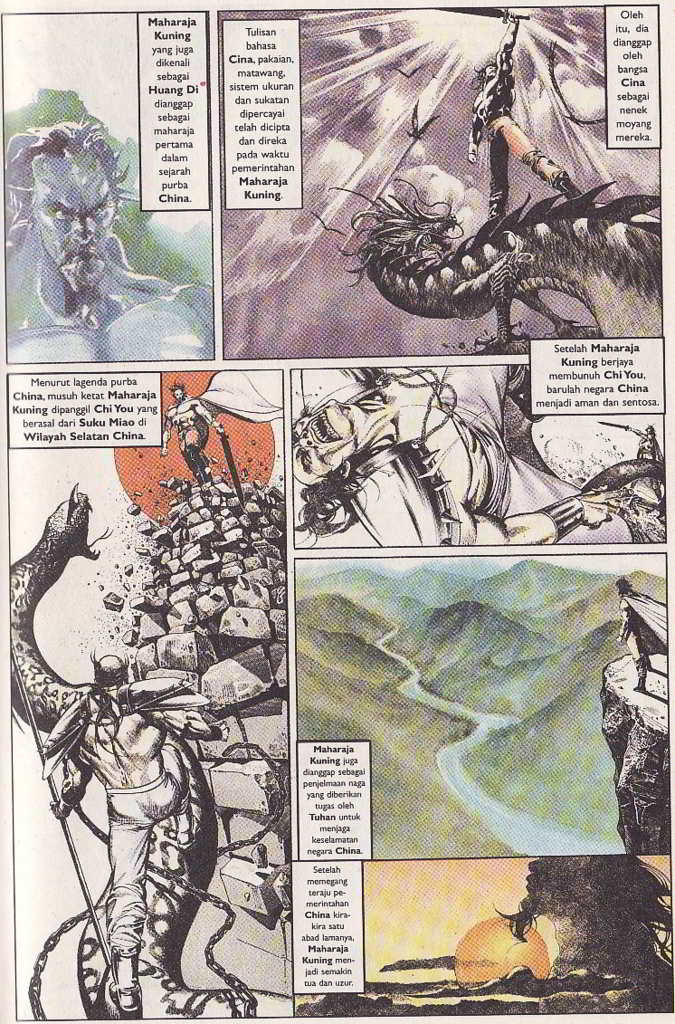 Maharaja
Kuning
yang juga
dikenali
sebagai
Huang Di
dianggap
sebagai
maharaja
pertama
dalam
sejarah
purba
China.
Tulisan
bahasa
Cina, pakaian,
matawang,
sistem ukuran
dan sukatan
dipercayai
telah dicipta
dan direka
pada waktu
pemerintahan
Maharaja
Kuning.
Oleh
itu, dia
dianggap
oleh
bangsa
Cina
sebagai
nenek
moyang
mereka.
Menurut lagenda purba
China, musuh ketat Maharaja
Kuning dipanggil Chi You yang
berasal dari Suku Miao di
Wilayah Selatan China.
Setelah Maharaja
Kuning berjaya
membunuh Chi You,
barulah negara China
menjadi aman dan sentosa.
Maharaja
Kuning juga
dianggap sebagai
penjelmaan naga
yang diberikan
tugas oleh
Tuhan untuk
menjaga
keselamatan
negara China.
Setelah
memegang
teraju pe-
merintahan
China kira-
kira satu
abad lamanya,
Maharaja
Kuning men-
jadi semakin
tua dan uzur.